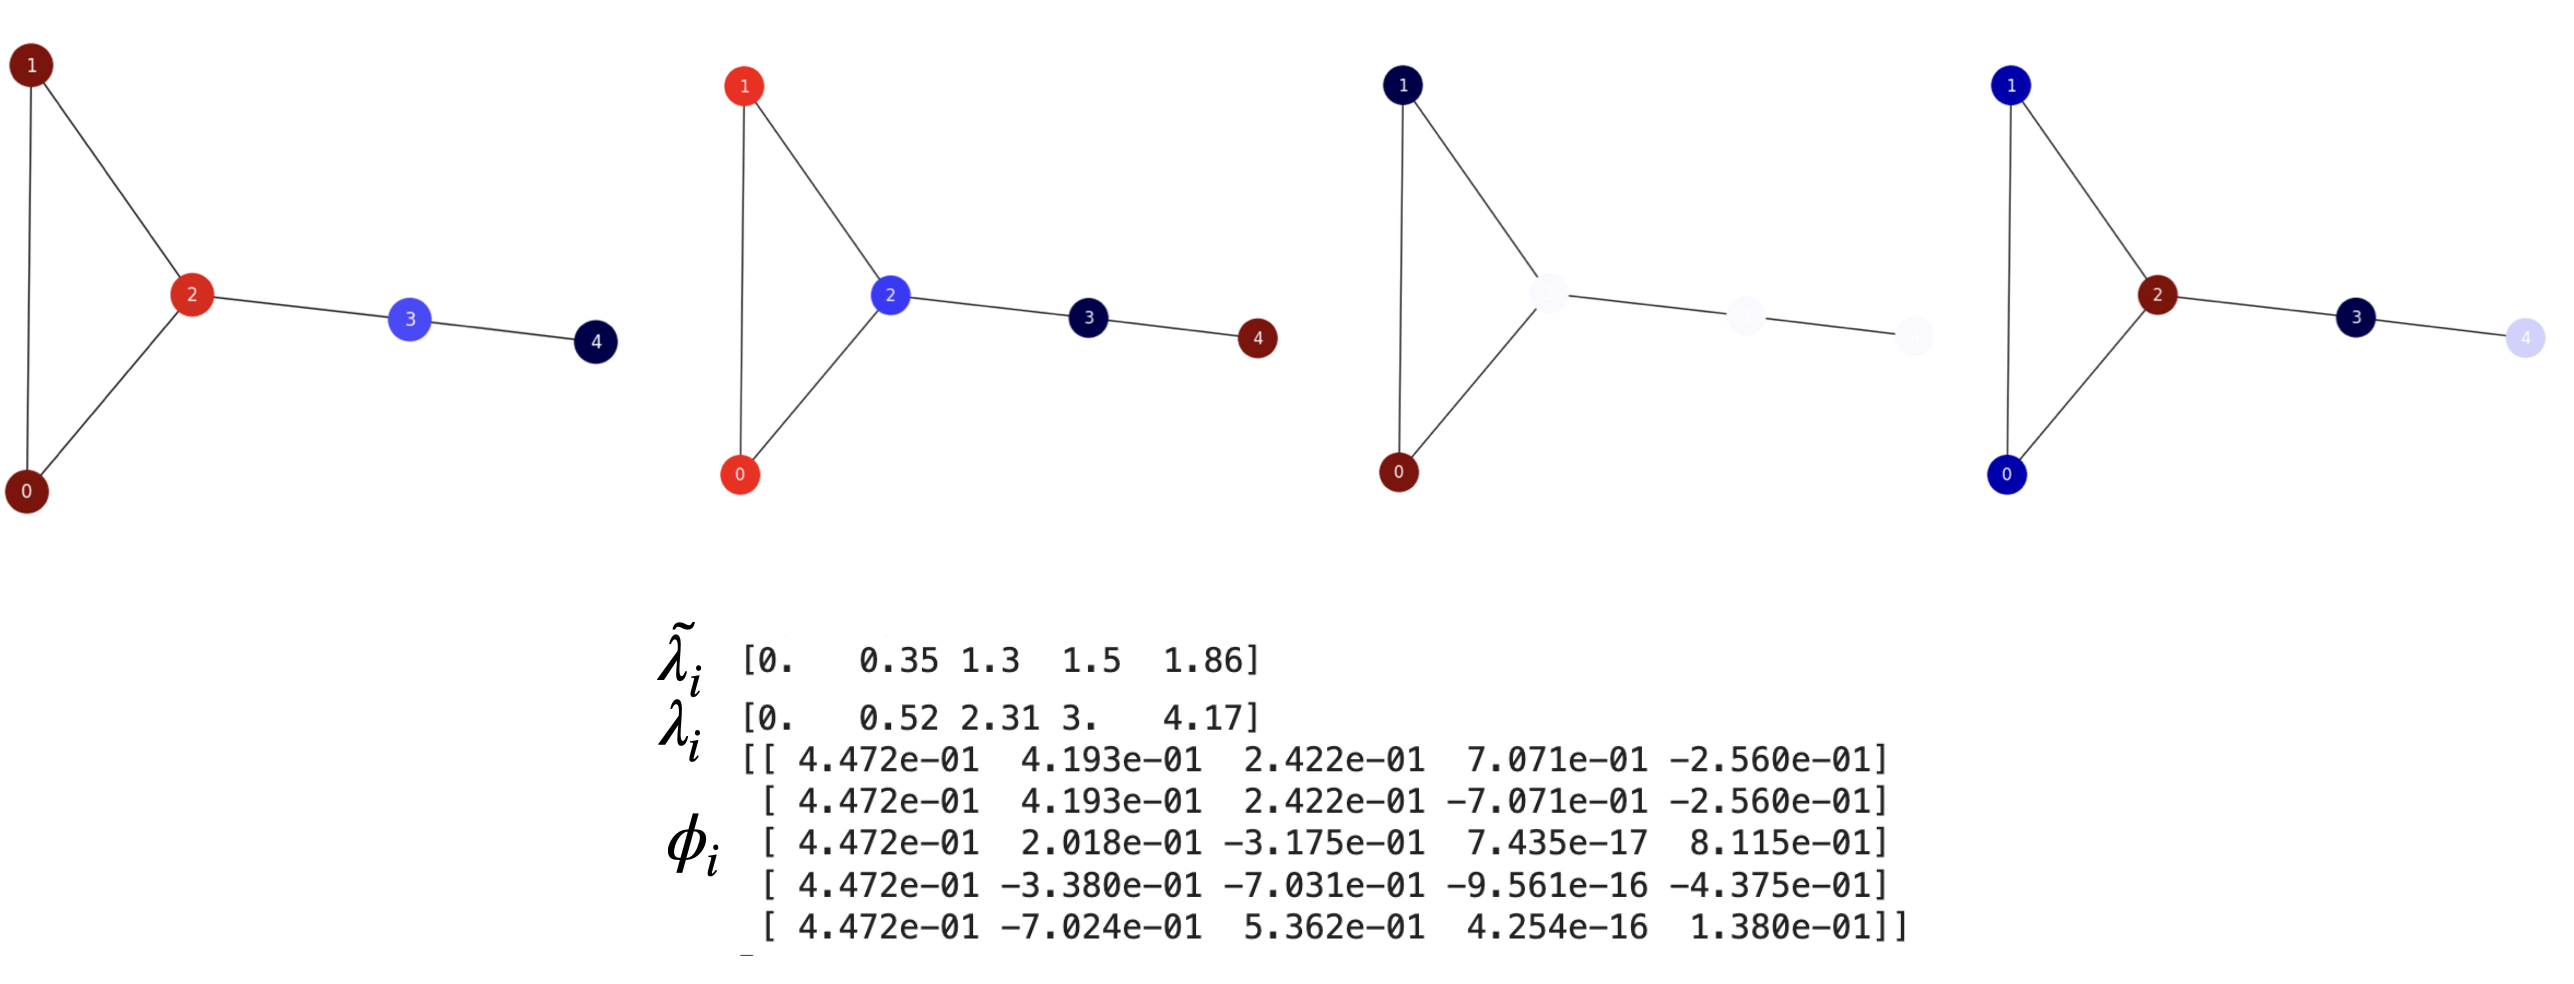 1 1 1 1
2 3 4 2 3 4 2 3 4
0 0 0 0
λ̃ᵢ [0. 0.35 1.3 1.5 1.86]
λᵢ [0. 0.52 2.31 3. 4.17]
[[ 4.472e−01 4.193e−01 2.422e−01 7.071e−01 −2.560e−01]
[ 4.472e−01 4.193e−01 2.422e−01 −7.071e−01 −2.560e−01]
ϕᵢ [ 4.472e−01 2.018e−01 −3.175e−01 7.435e−17 8.115e−01]
[ 4.472e−01 −3.380e−01 −7.031e−01 −9.561e−16 −4.375e−01]
[ 4.472e−01 −7.024e−01 5.362e−01 4.254e−16 1.380e−01]]